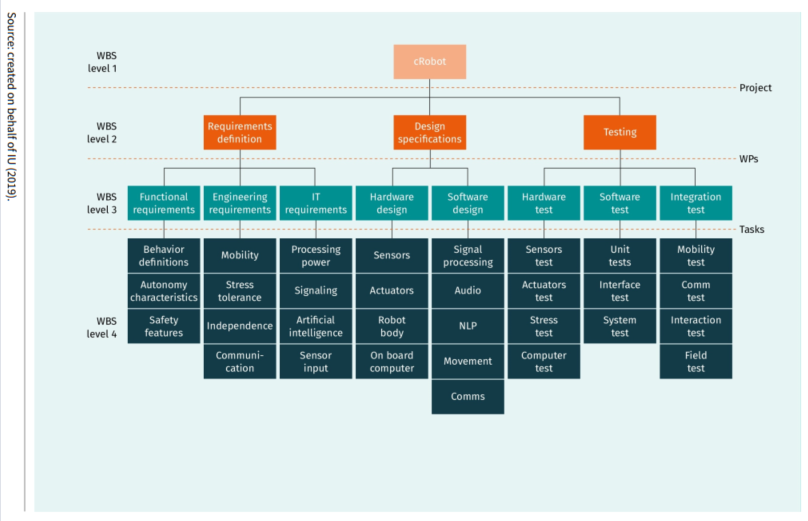 Source: created on behalf of IU (2019).
WBS
level 1
cRobot
Project
WBS
level 2
Requirements
definition
Design
specifications
Testing
WPs
WBS
level 3
Functional
requirements
Engineering
requirements
IT
requirements
Hardware
design
Software
design
Hardware
test
Software
test
Integration
test
Tasks
WBS
level 4
Behavior
definitions
Mobility
Processing
power
Sensors
Signal
processing
Sensors
test
Unit
tests
Mobility
test
Autonomy
characteristics
Stress
tolerance
Signaling
Actuators
Audio
Actuators
test
Interface
test
Comm
test
Safety
features
Independence
Artificial
intelligence
Robot
body
NLP
Stress
test
System
test
Interaction
test
Communi-
cation
Sensor
input
On board
computer
Movement
Computer
test
Field
test
Comms